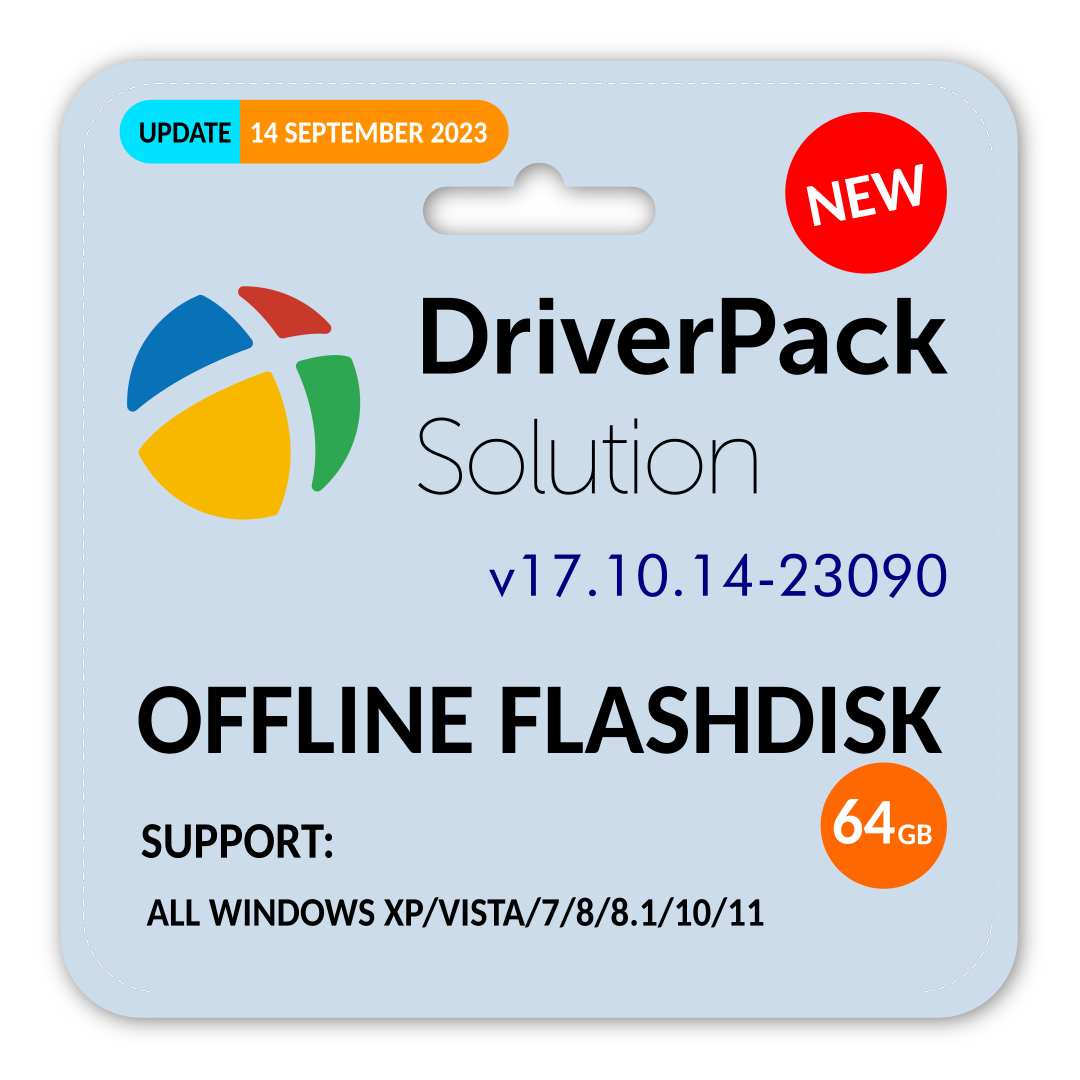 UPDATE 14 SEPTEMBER 2023
NEW
DriverPack
Solution
v17.10.14-23090
OFFLINE FLASHDISK
64GB
SUPPORT:
ALL WINDOWS XP/VISTA/7/8/8.1/10/11